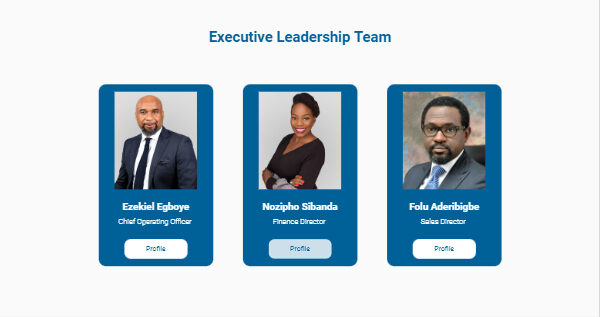 Executive Leadership Team
Ezekiel Egboye
Chief Operating Officer
Profile
Nozipho Sibanda
Finance Director
Profile
Folu Aderibigbe
Sales Director
Profile